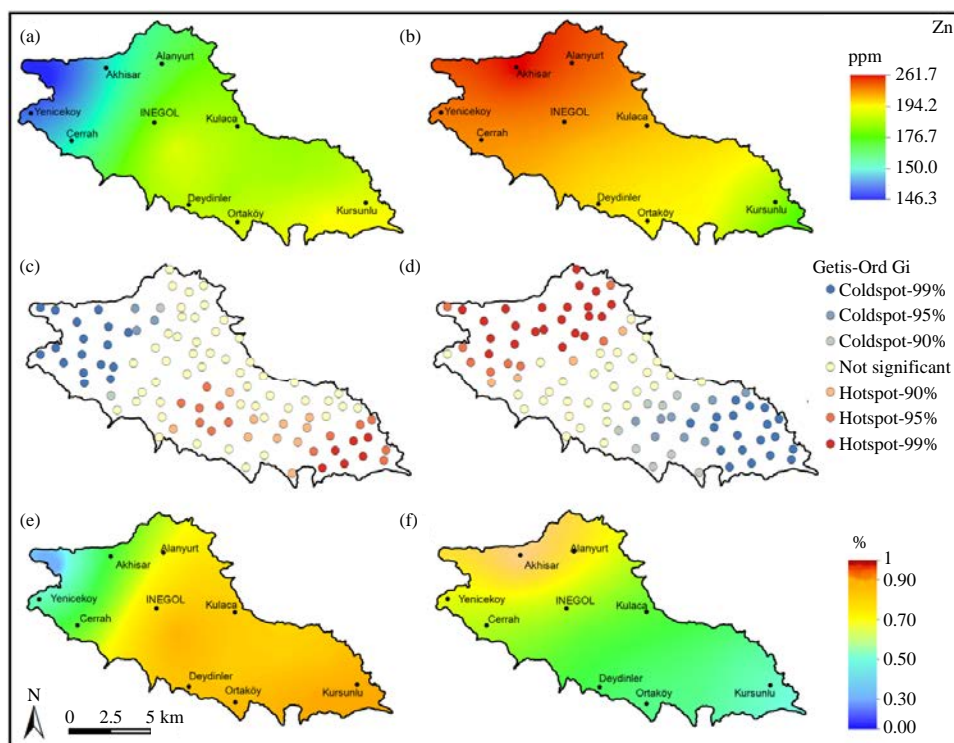 (a)
Alanyurt
Akhisar
Yenicekoy
INEGOL
Kulaca
Cerrah
Deydinler
Ortaköy
Kursunlu
(b)
Alanyurt
Akhisar
Yenicekoy
INEGOL
Kulaca
Cerrah
Deydinler
Ortaköy
Kursunlu
Zn
ppm
261.7
194.2
176.7
150.0
146.3
(c)
(d)
Getis-Ord Gi
Coldspot-99%
Coldspot-95%
Coldspot-90%
Not significant
Hotspot-90%
Hotspot-95%
Hotspot-99%
(e)
Alanyurt
Akhisar
Yenicekoy
INEGOL
Kulaca
Cerrah
Deydinler
Ortaköy
Kursunlu
N
0 2.5 5 km
(f)
Alanyurt
Akhisar
Yenicekoy
INEGOL
Kulaca
Cerrah
Deydinler
Ortaköy
Kursunlu
%
1
0.90
0.70
0.50
0.30
0.00